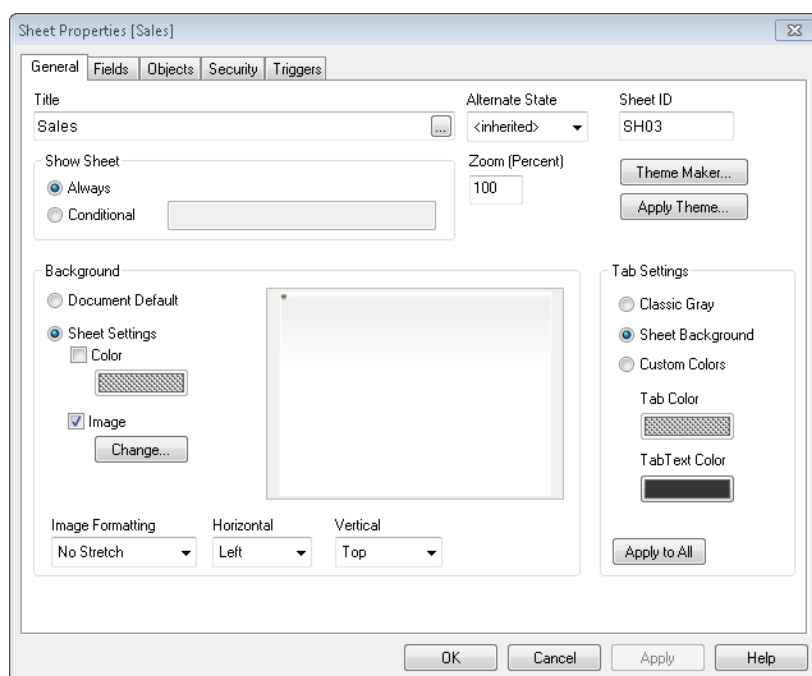 Sheet Properties [Sales]
General Fields Objects Security Triggers
Title Alternate State Sheet ID
Sales ... <inherited> SH03
Show Sheet Zoom (Percent)
Always 100 Theme Maker...
Conditional Apply Theme...
Background Tab Settings
Document Default Classic Gray
Sheet Settings Sheet Background
Color Custom Colors
Tab Color
Image
Change...
TabText Color
Image Formatting Horizontal Vertical
No Stretch Left Top Apply to All
OK Cancel Apply Help